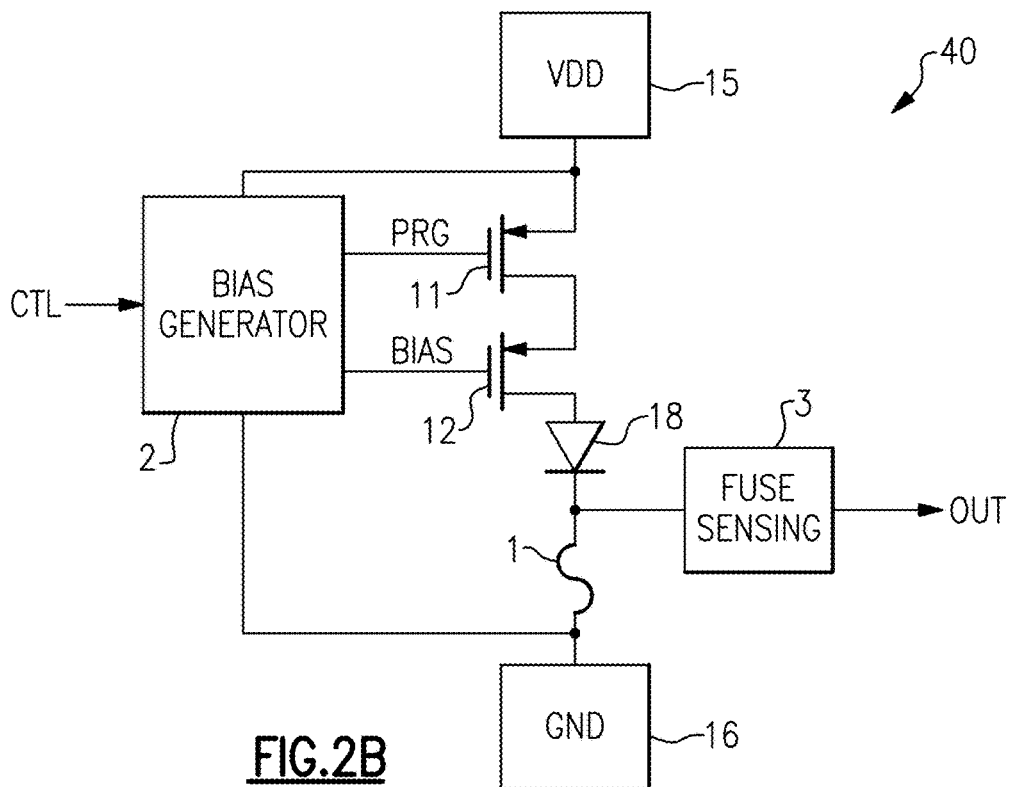 VDD
15
40
PRG
11
CTL
BIAS
GENERATOR
2
BIAS
12
18
3
FUSE
SENSING
OUT
1
GND
16
FIG.2B